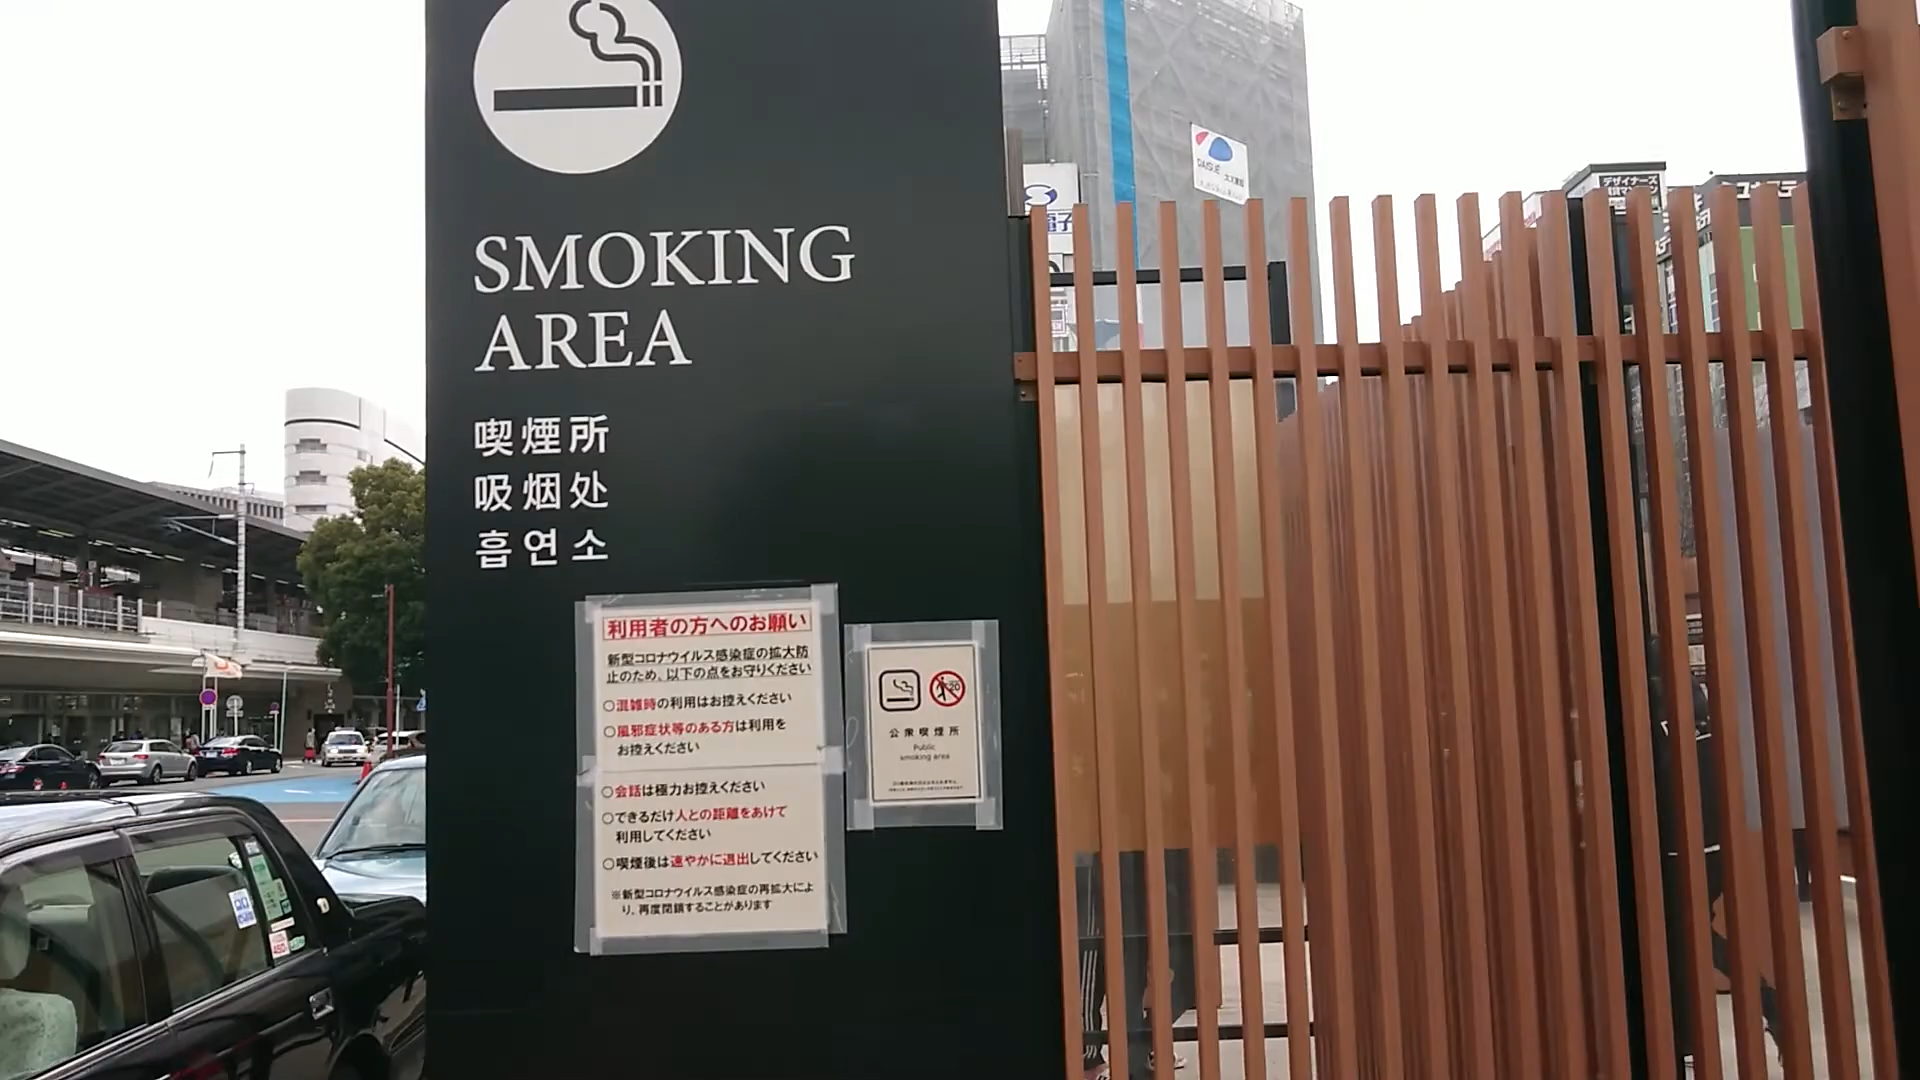 SMOKING
AREA
喫煙所
吸烟处
흡연소
利用者の方へのお願い
新型コロナウイルス感染症の拡大防
止のため、以下の点をお守りください
○混雑時の利用はお控えください
○風邪症状等のある方は利用を
お控えください
○会話は極力お控えください
○できるだけ人との距離をあけて
利用してください
○喫煙後は速やかに退出してください
※新型コロナウイルス感染症の再拡大によ
り、再度閉鎖することがあります
20
公衆喫煙所
Public
smoking area
DAISUE
デザイナーズ